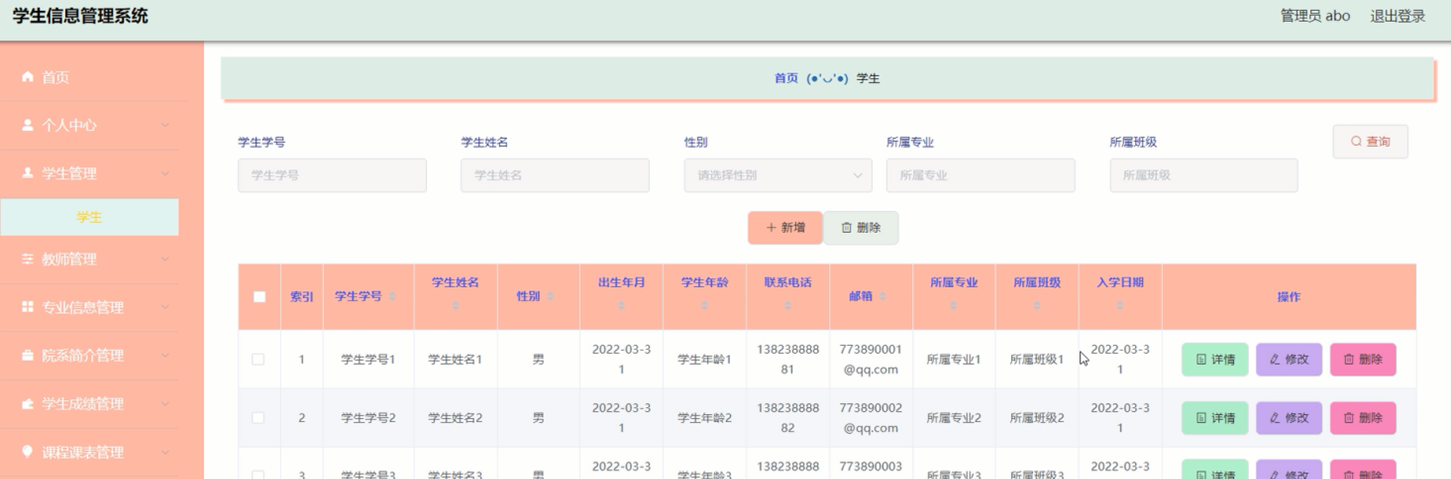 学生信息管理系统
管理员 abo 退出登录
首页
个人中心
学生管理
学生
教师管理
专业信息管理
院系简介管理
学生成绩管理
课程课表管理
首页 (●'◡'●) 学生
学生学号 学生姓名 性别 所属专业 所属班级
学生学号 学生姓名 请选择性别 所属专业 所属班级 查询
新增 删除
索引 学生学号 学生姓名 性别 出生年月 学生年龄 联系电话 邮箱 所属专业 所属班级 入学日期 操作
1 学生学号1 学生姓名1 男 2022-03-3 学生年龄1 138238888 773890001 所属专业1 所属班级1 2022-03-3 详情 修改 删除
1 81 @qq.com 1
2 学生学号2 学生姓名2 男 2022-03-3 学生年龄2 138238888 773890002 所属专业2 所属班级2 2022-03-3 详情 修改 删除
1 82 @qq.com 1
3 学生学号3 学生姓名3 男 2022-03-3 学生年龄3 138238888 773890003 所属专业3 所属班级3 2022-03-3 详情 修改 删除